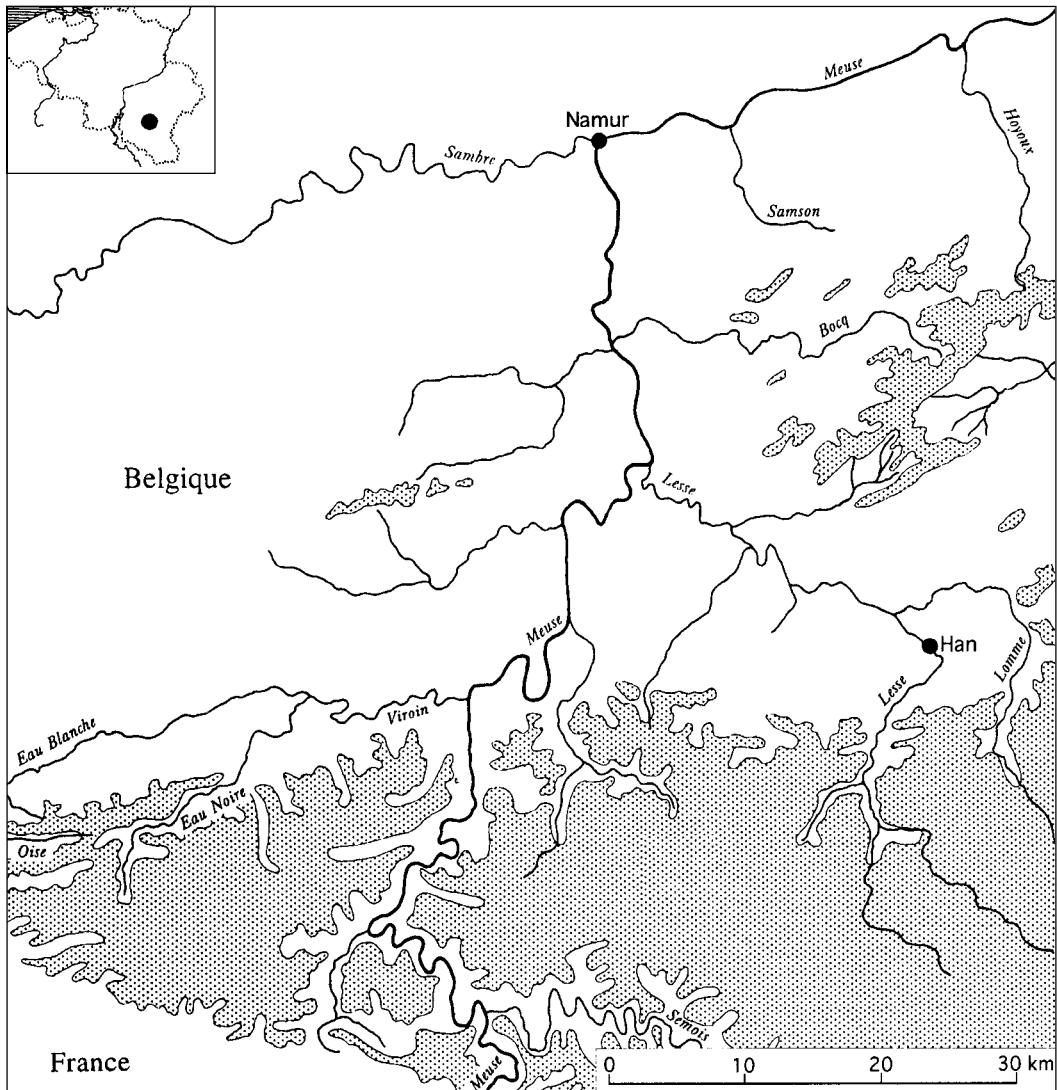 Meuse
Hoyoux
Namur
Sambre
Samson
Bocq
Belgique
Lesse
Meuse
Han
Lomme
Lesse
Viroin
Eau Blanche
Eau Noire
Oise
Semois
France
Meuse
0 10 20 30 km